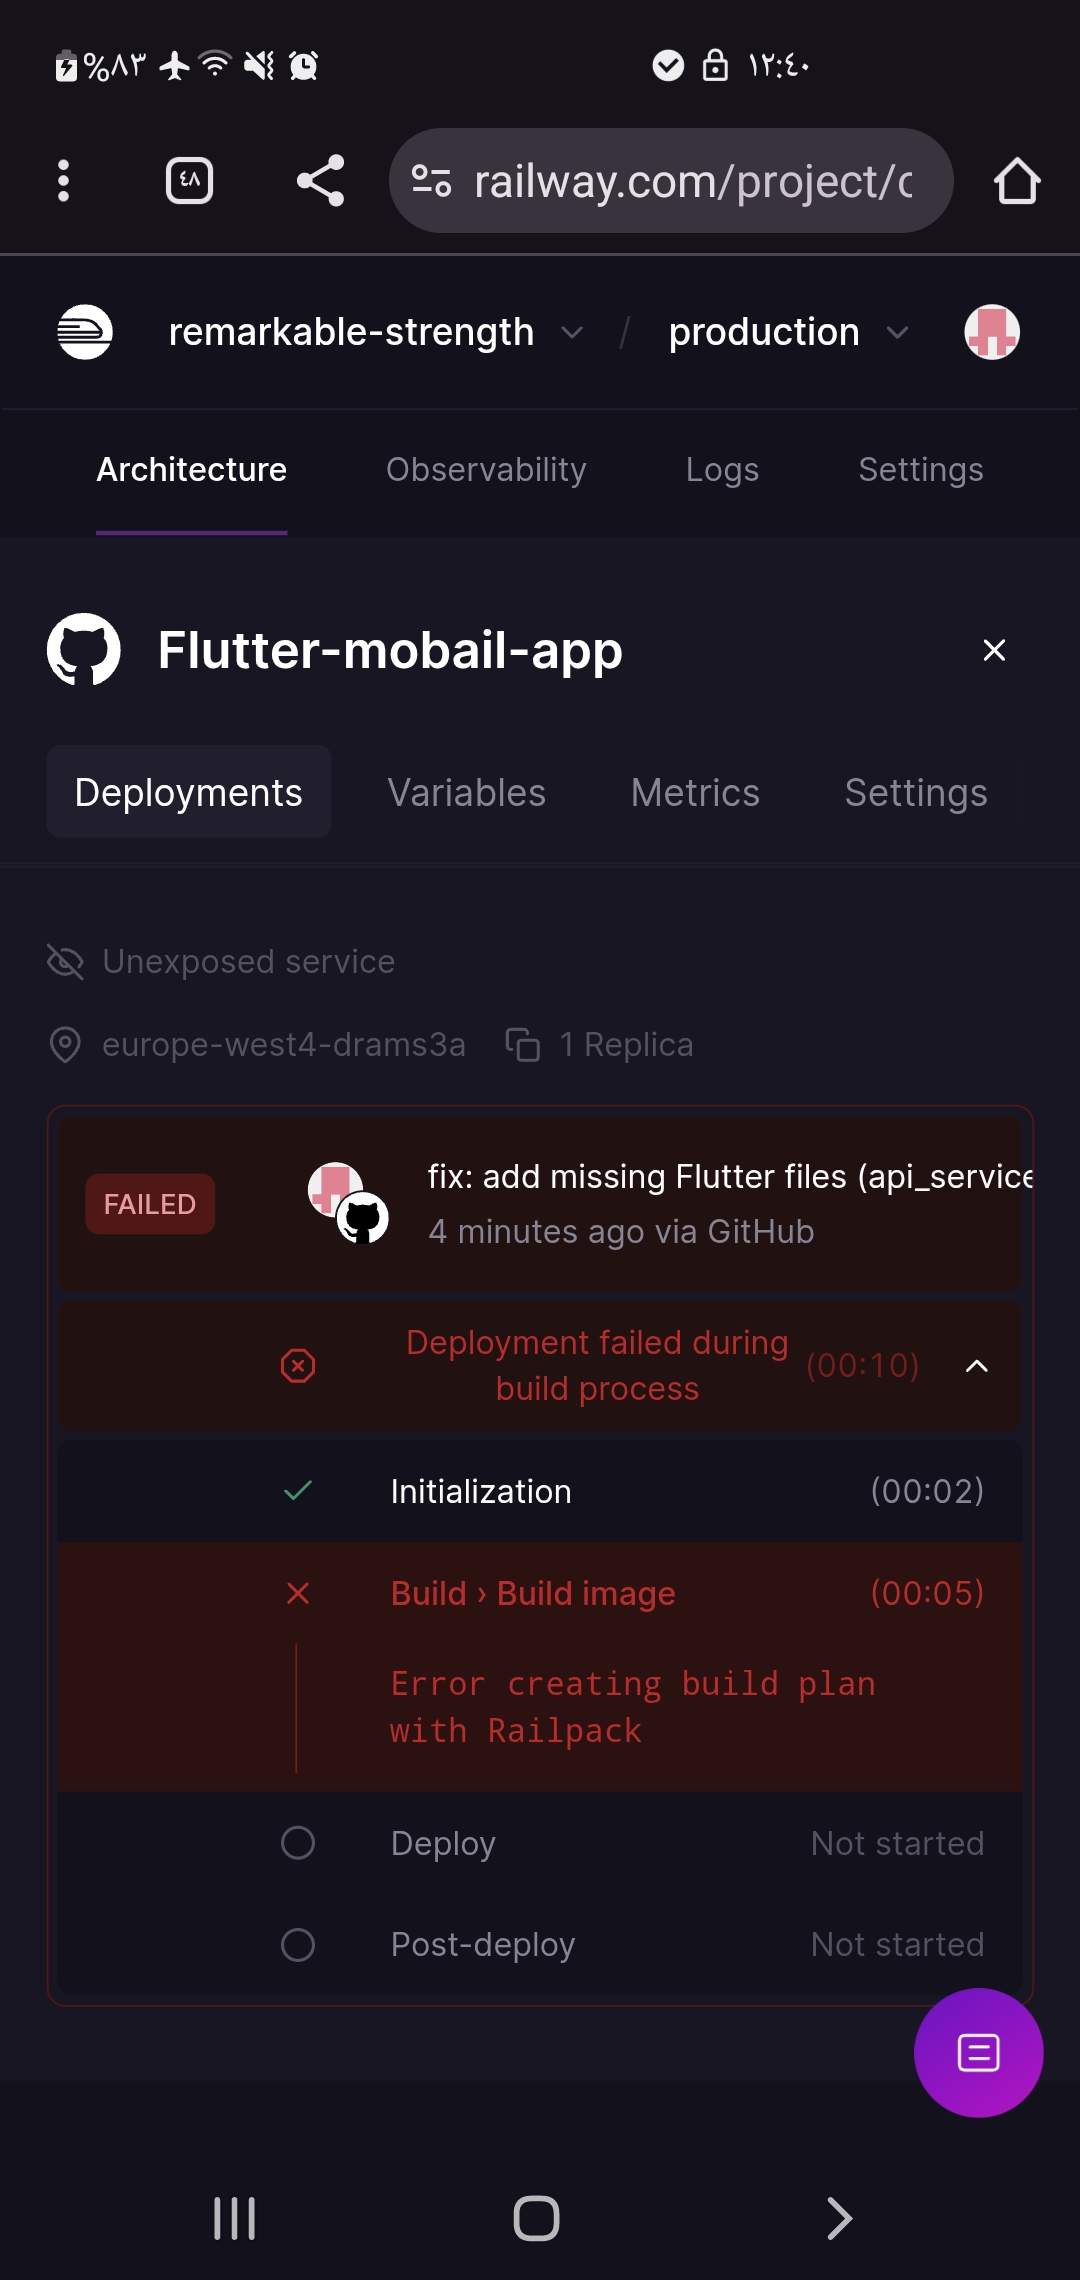 %٨٣
١٢:٤٠
٤٨
railway.com/project/c
remarkable-strength / production
Architecture Observability Logs Settings
Flutter-mobail-app
Deployments Variables Metrics Settings
Unexposed service
europe-west4-drams3a 1 Replica
FAILED
fix: add missing Flutter files (api_service
4 minutes ago via GitHub
Deployment failed during
build process
(00:10)
Initialization (00:02)
Build › Build image (00:05)
Error creating build plan
with Railpack
Deploy Not started
Post-deploy Not started